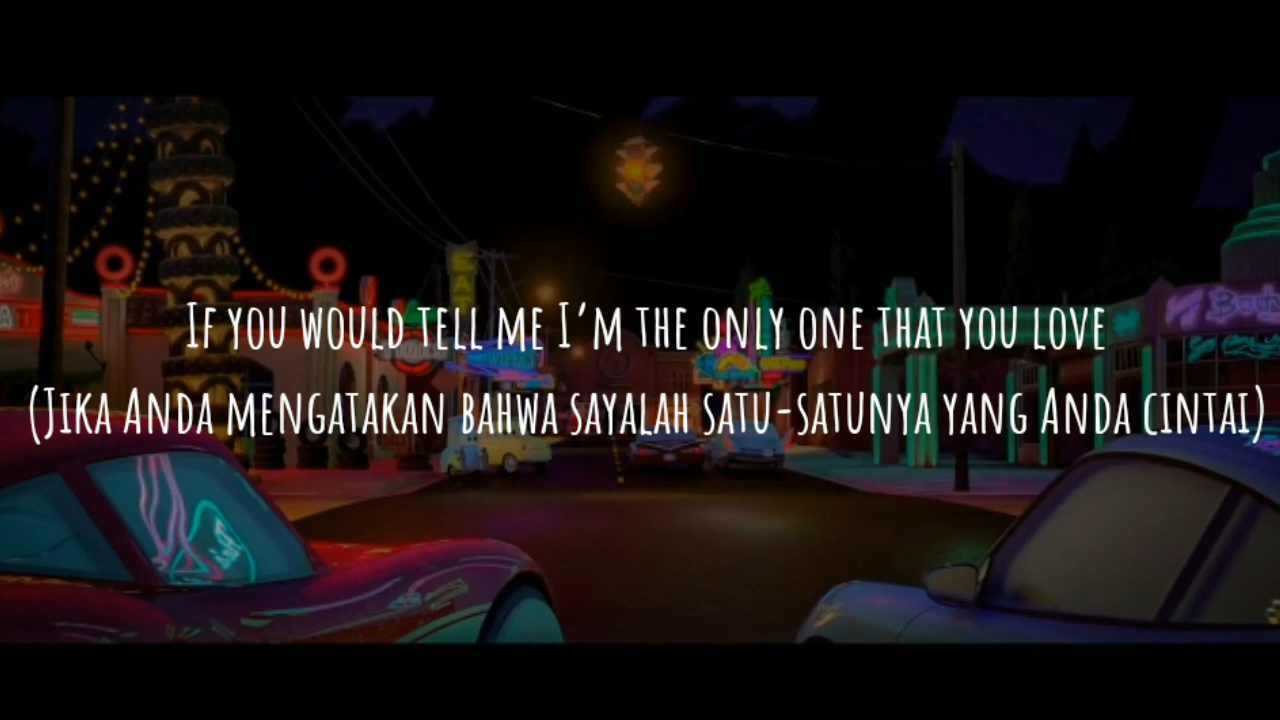 If you would tell me I'm the only one that you love
(Jika Anda mengatakan bahwa sayalah satu-satunya yang Anda cintai)